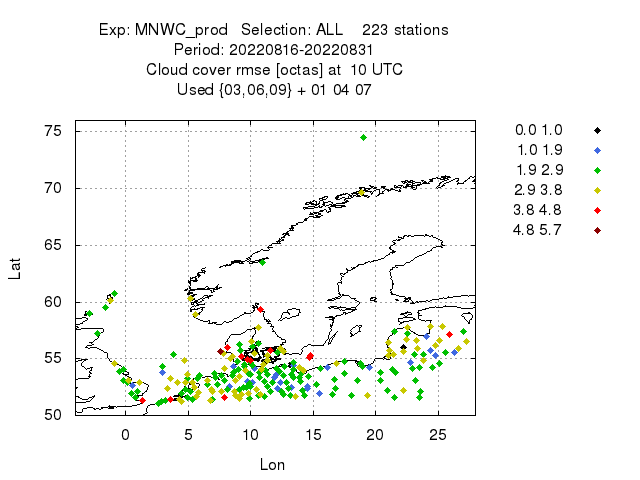 Exp: MNWC_prod Selection: ALL 223 stations
Period: 20220816-20220831
Cloud cover rmse [octas] at 10 UTC
Used {03,06,09} + 01 04 07
75
70
65
60
55
50
0 5 10 15 20 25
Lat
Lon
0.0 1.0
1.0 1.9
1.9 2.9
2.9 3.8
3.8 4.8
4.8 5.7